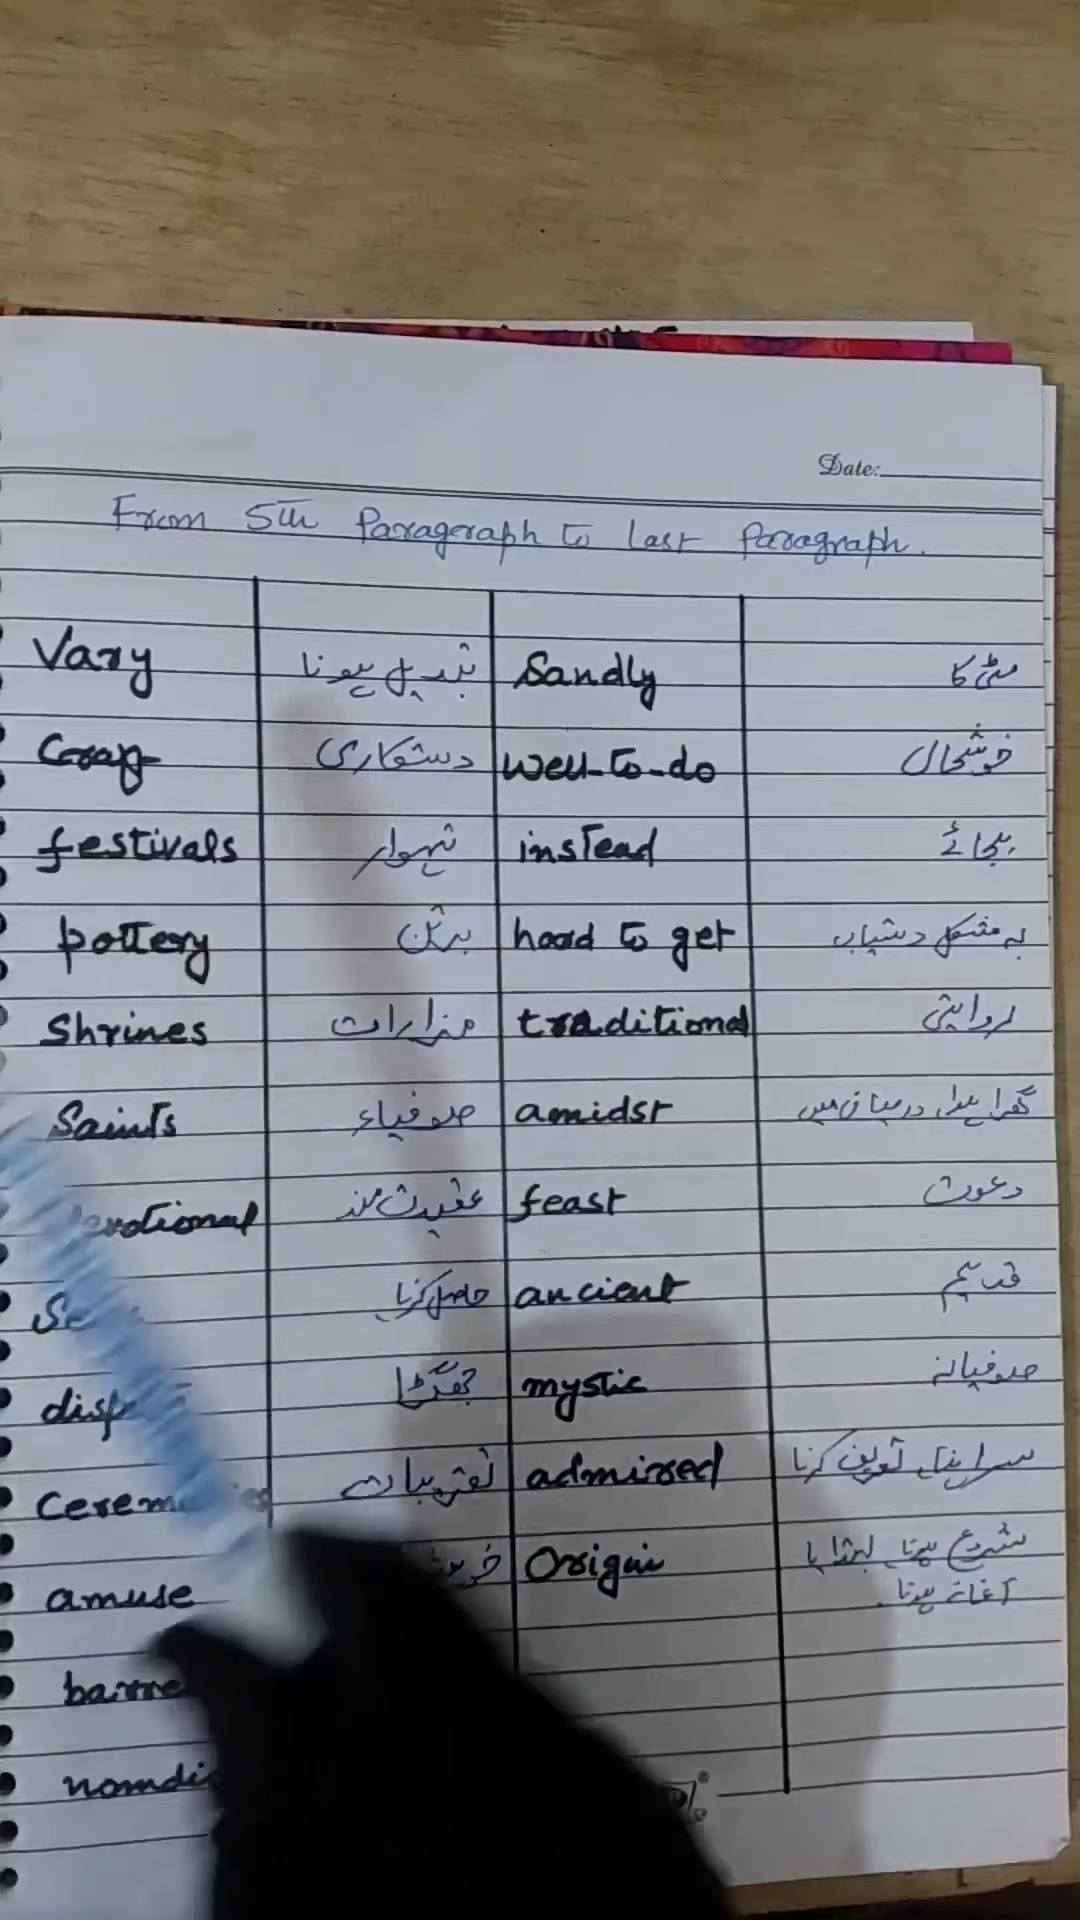 Date:
From 5th Paragraph to last Paragraph.
Vary تبدیل ہونا Sandly مٹی کا
Craft دستکاری well-to-do خوشحال
festivals تہوار instead بجائے
pottery برتن hard to get بہ مشکل دستیاب
Shrines مزارات traditional روایتی
Saints صوفیاء amidst گھرا ہوا، درمیان میں
عقیدت مند feast دعوت
حاصل کرنا ancient قدیم
جھگڑا mystic صوفیانہ
تقریبات admired سراہنا، تعریف کرنا
amuse Origin شروع ہونا، ابتدا یا
آغاز ہونا